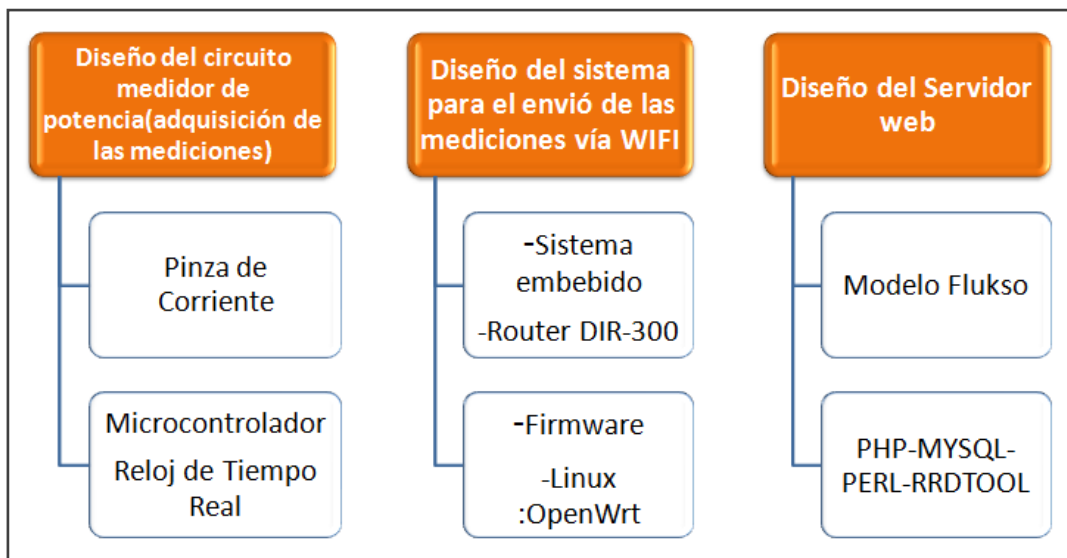 Diseño del circuito
medidor de
potencia(adquisición de
las mediciones)
Pinza de
Corriente
Microcontrolador
Reloj de Tiempo
Real
Diseño del sistema
para el envió de las
mediciones vía WIFI
-Sistema
embebido
-Router DIR-300
-Firmware
-Linux
:OpenWrt
Diseño del Servidor
web
Modelo Flukso
PHP-MYSQL-
PERL-RRDTOOL